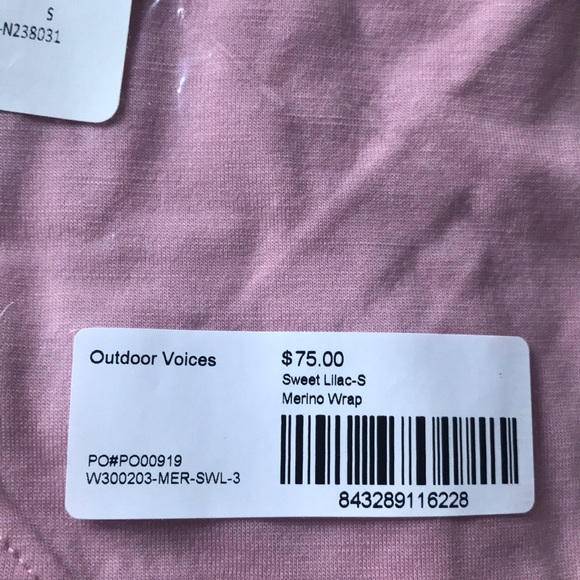 S
-N238031
Outdoor Voices
$75.00
Sweet Lilac-S
Merino Wrap
PO#PO00919
W300203-MER-SWL-3
843289116228